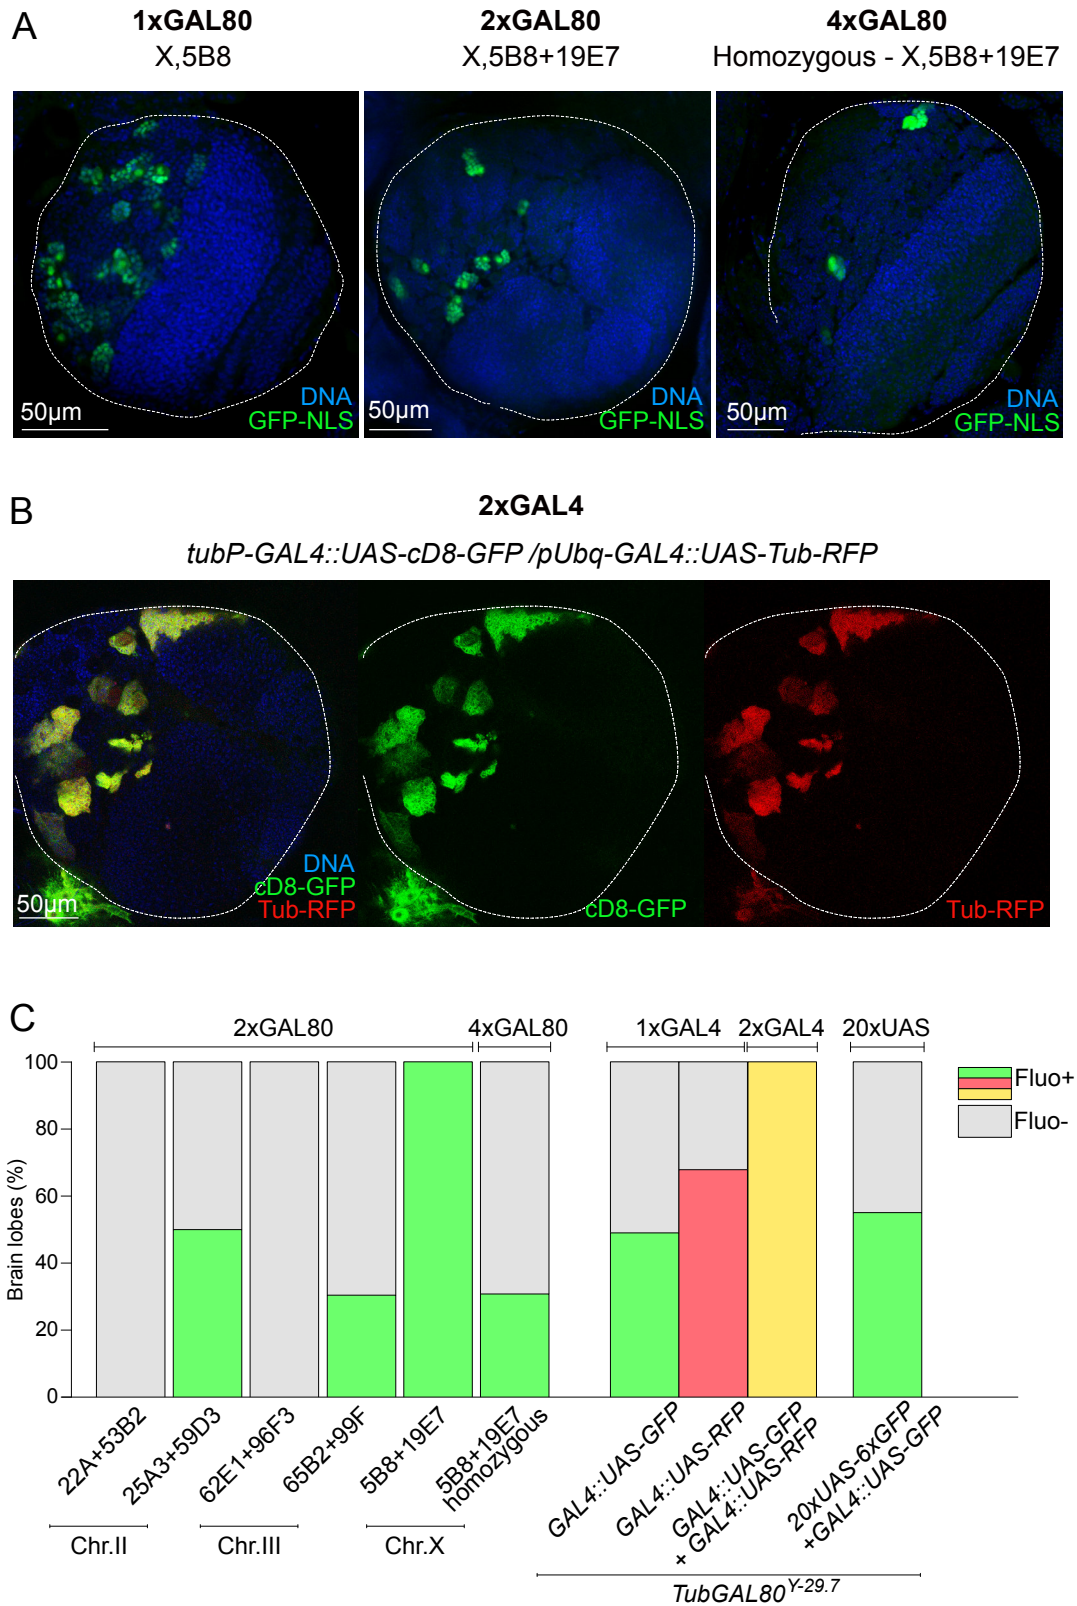 A
1xGAL80
X,5B8
2xGAL80
X,5B8+19E7
4xGAL80
Homozygous - X,5B8+19E7
50µm
DNA
GFP-NLS
50µm
DNA
GFP-NLS
50µm
DNA
GFP-NLS
B
2xGAL4
tubP-GAL4::UAS-cD8-GFP /pUbq-GAL4::UAS-Tub-RFP
50µm
DNA
cD8-GFP
Tub-RFP
cD8-GFP
Tub-RFP
C
2xGAL80
4xGAL80
1xGAL4
2xGAL4
20xUAS
Brain lobes (%)
100
80
60
40
20
0
Fluo+
Fluo-
22A+53B2
25A3+59D3
62E1+96F3
65B2+99F
5B8+19E7
5B8+19E7
homozygous
GAL4::UAS-GFP
GAL4::UAS-RFP
GAL4::UAS-GFP
+ GAL4::UAS-RFP
20xUAS-6xGFP
+GAL4::UAS-GFP
Chr.II
Chr.III
Chr.X
TubGAL80 Y-29.7